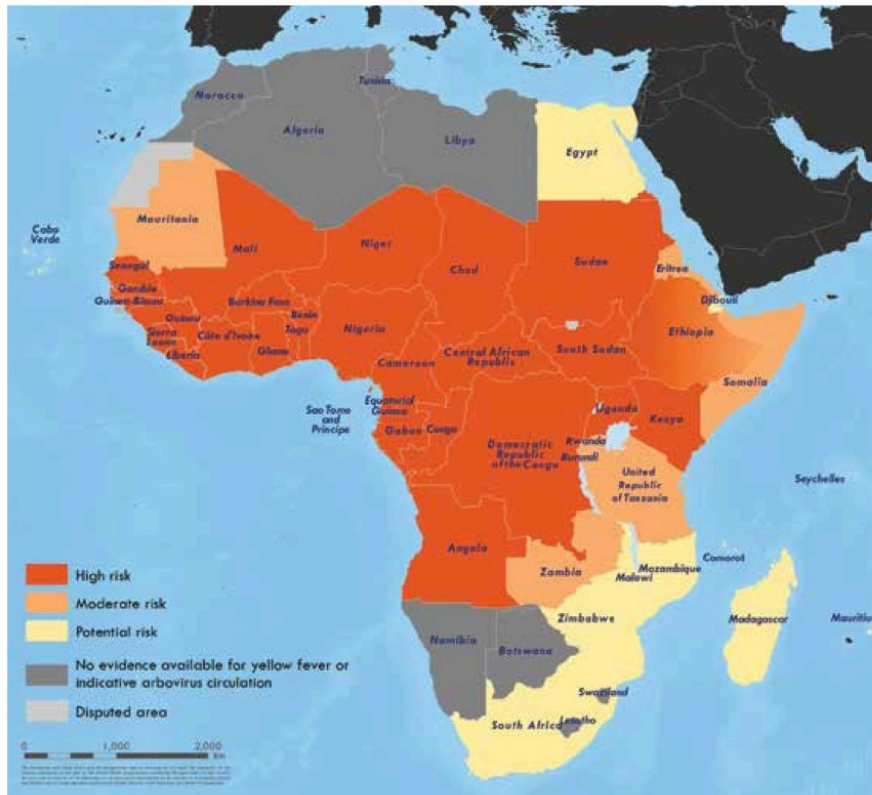 Morocco
Tunisia
Algeria
Libya
Egypt
Cabo
Verde
Mauritania
Mali
Niger
Chad
Sudan
Eritrea
Senegal
Gambia
Guinea-Bissau
Burkina Faso
Djibouti
Guinea
Benin
Sierra
Leone
Côte d'Ivoire
Togo
Nigeria
Ethiopia
Liberia
Ghana
Cameroon
Central African
Republic
South Sudan
Somalia
Equatorial
Guinea
Sao Tome
and
Principe
Gabon
Congo
Uganda
Kenya
Democratic
Republic
of the Congo
Rwanda
Burundi
United
Republic
of Tanzania
Seychelles
Angola
Zambia
Malawi
Mozambique
Comorot
Zimbabwe
Madagascar
Mauritiu
Namibia
Botswana
Swaziland
South Africa
Lesotho
High risk
Moderate risk
Potential risk
No evidence available for yellow fever or
indicative arbovirus circulation
Disputed area
0 1,000 2,000
Km